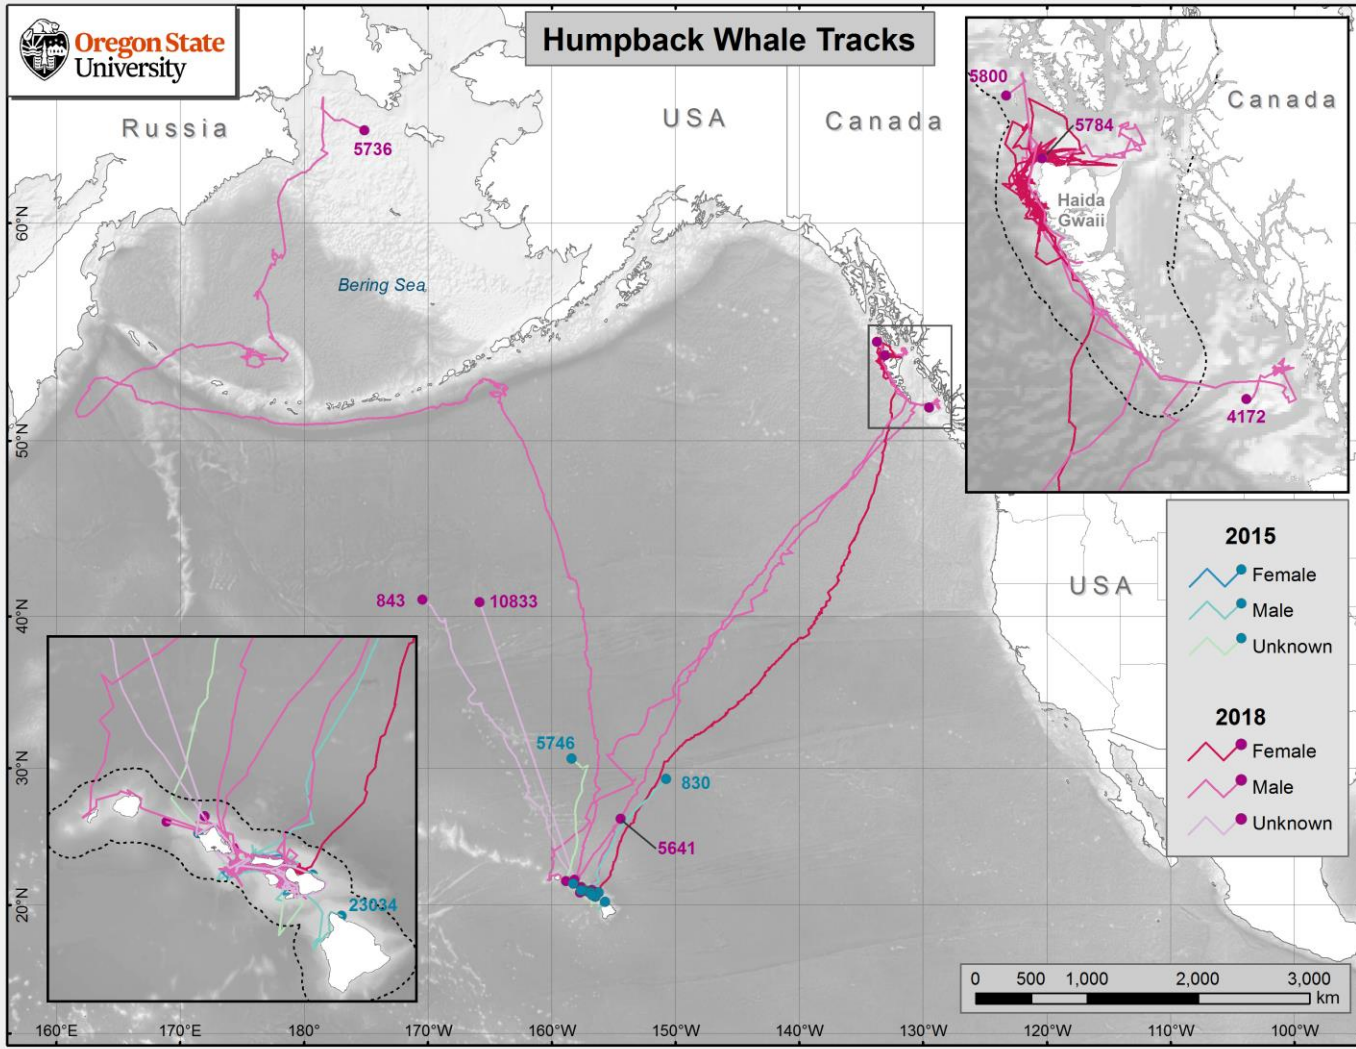 Oregon State
University
Humpback Whale Tracks
Russia
USA
Canada
5736
Bering Sea
5800
Canada
5784
Haida
Gwaii
4172
843
10833
5746
830
5641
23034
USA
2015
Female
Male
Unknown
2018
Female
Male
Unknown
60°N
50°N
40°N
30°N
20°N
0 500 1,000 2,000 3,000
km
160°E 170°E 180° 170°W 160°W 150°W 140°W 130°W 120°W 110°W 100°W